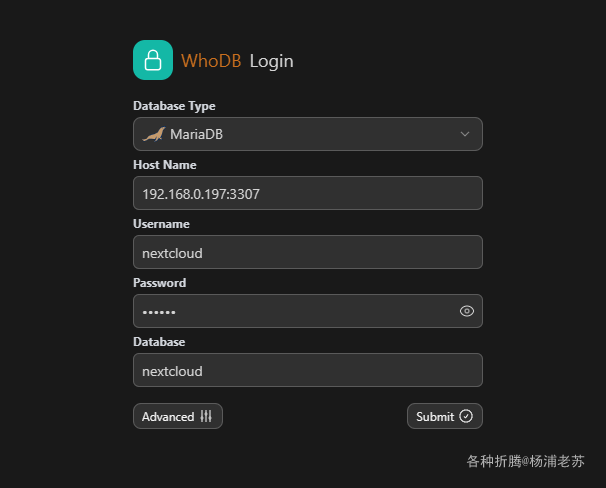 WhoDB Login
Database Type
MariaDB
Host Name
192.168.0.197:3307
Username
nextcloud
Password
••••••
Database
nextcloud
Advanced Submit
各种折腾@杨浦老苏